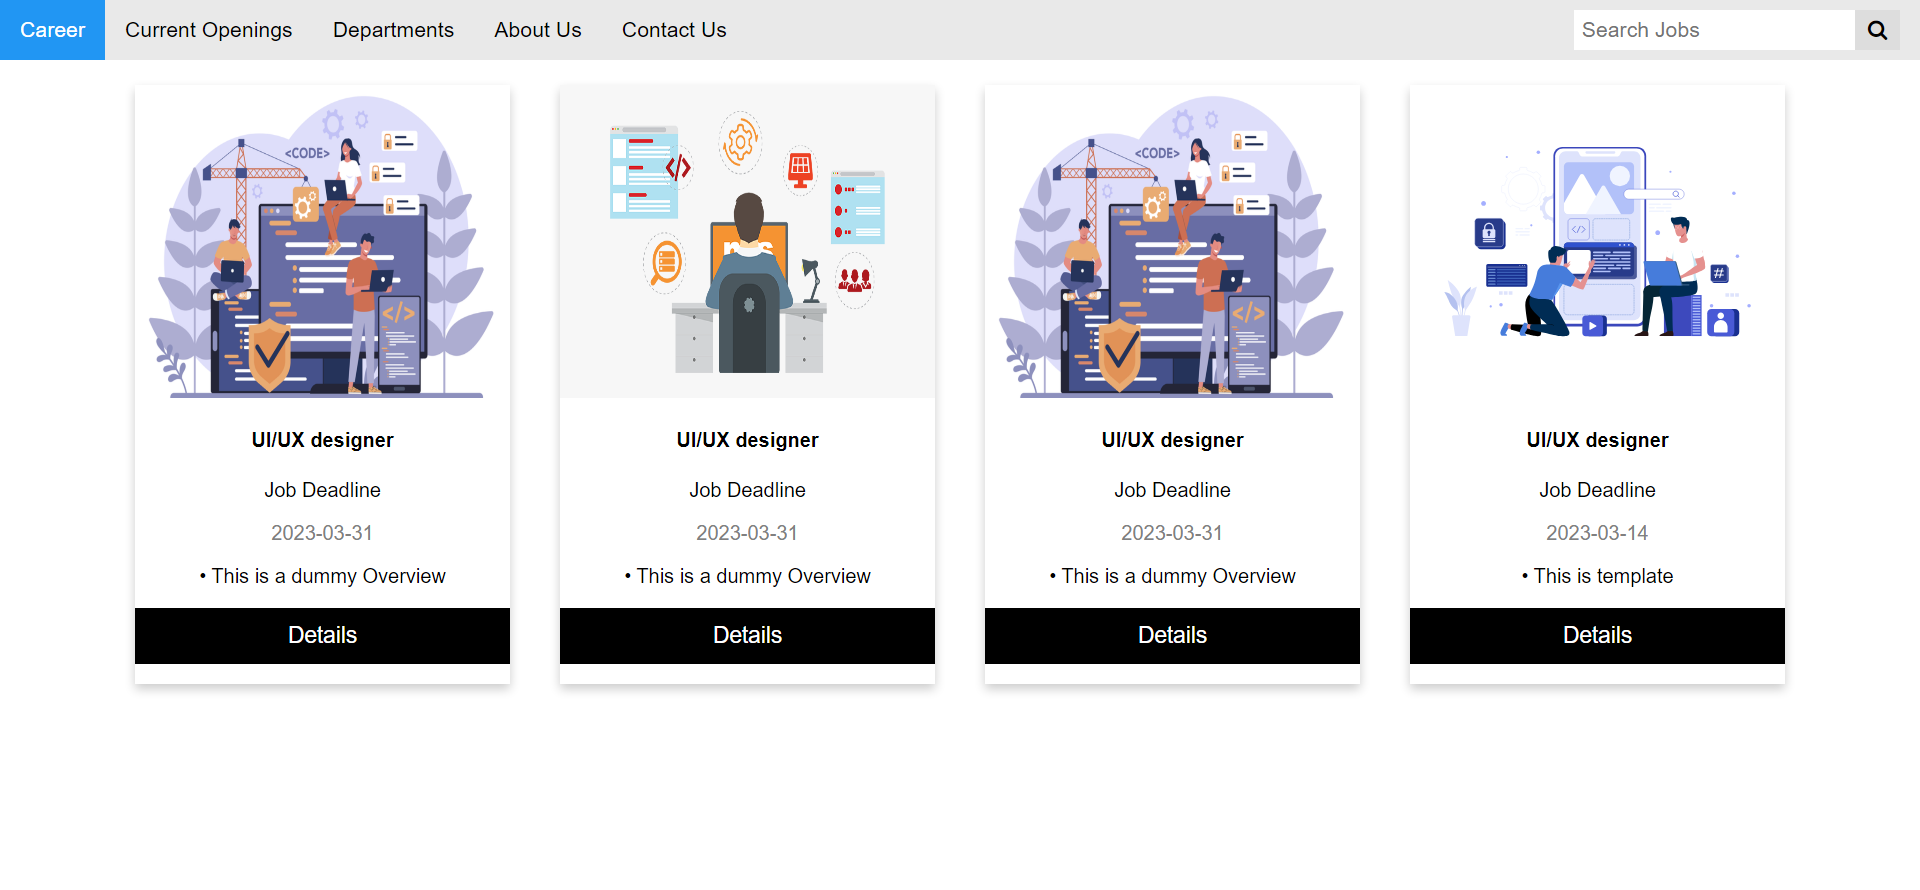 Career Current Openings Departments About Us Contact Us Search Jobs
<CODE>
</>
UI/UX designer
Job Deadline
2023-03-31
• This is a dummy Overview
Details
</>
UI/UX designer
Job Deadline
2023-03-31
• This is a dummy Overview
Details
<CODE>
</>
UI/UX designer
Job Deadline
2023-03-31
• This is a dummy Overview
Details
</>
#
UI/UX designer
Job Deadline
2023-03-14
• This is template
Details